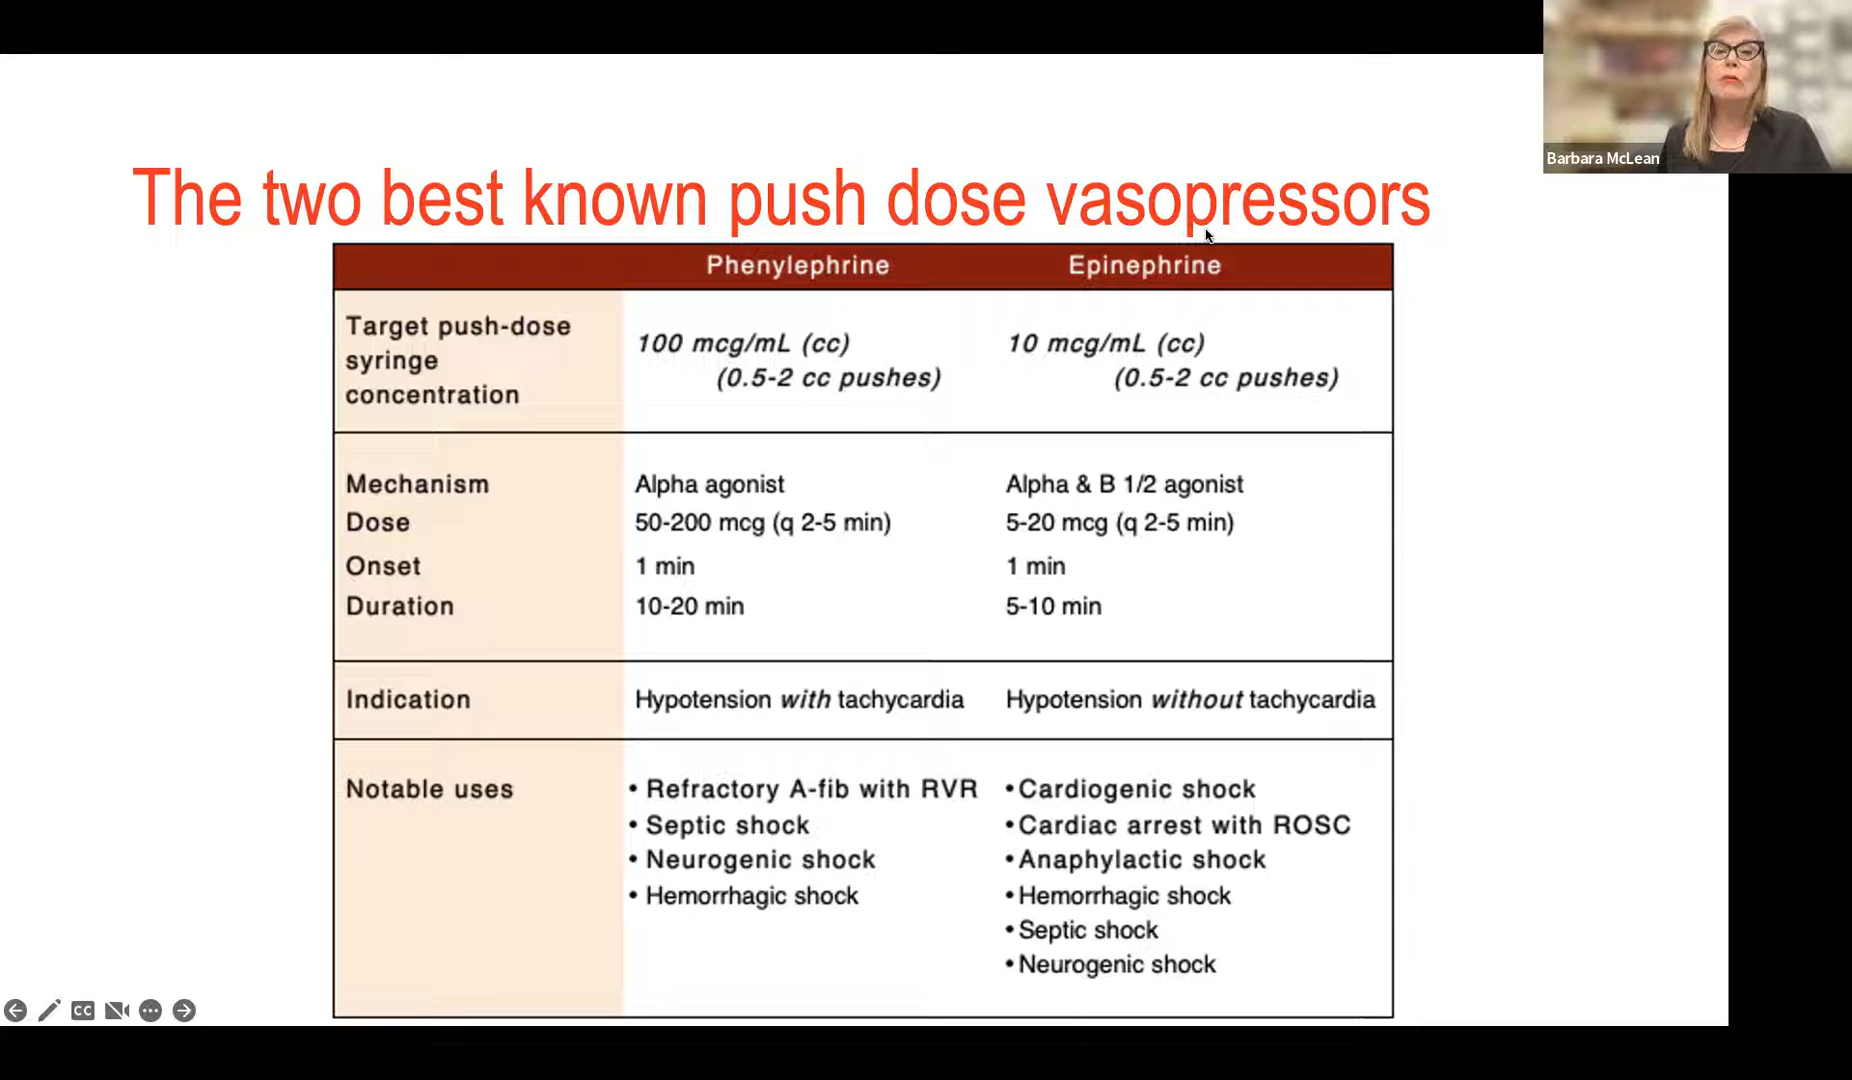 Barbara McLean
The two best known push dose vasopressors
Phenylephrine Epinephrine
Target push-dose
syringe
concentration
100 mcg/mL (cc)
(0.5-2 cc pushes)
10 mcg/mL (cc)
(0.5-2 cc pushes)
Mechanism Alpha agonist Alpha & B 1/2 agonist
Dose 50-200 mcg (q 2-5 min) 5-20 mcg (q 2-5 min)
Onset 1 min 1 min
Duration 10-20 min 5-10 min
Indication Hypotension with tachycardia Hypotension without tachycardia
Notable uses
• Refractory A-fib with RVR
• Septic shock
• Neurogenic shock
• Hemorrhagic shock
• Cardiogenic shock
• Cardiac arrest with ROSC
• Anaphylactic shock
• Hemorrhagic shock
• Septic shock
• Neurogenic shock
CC